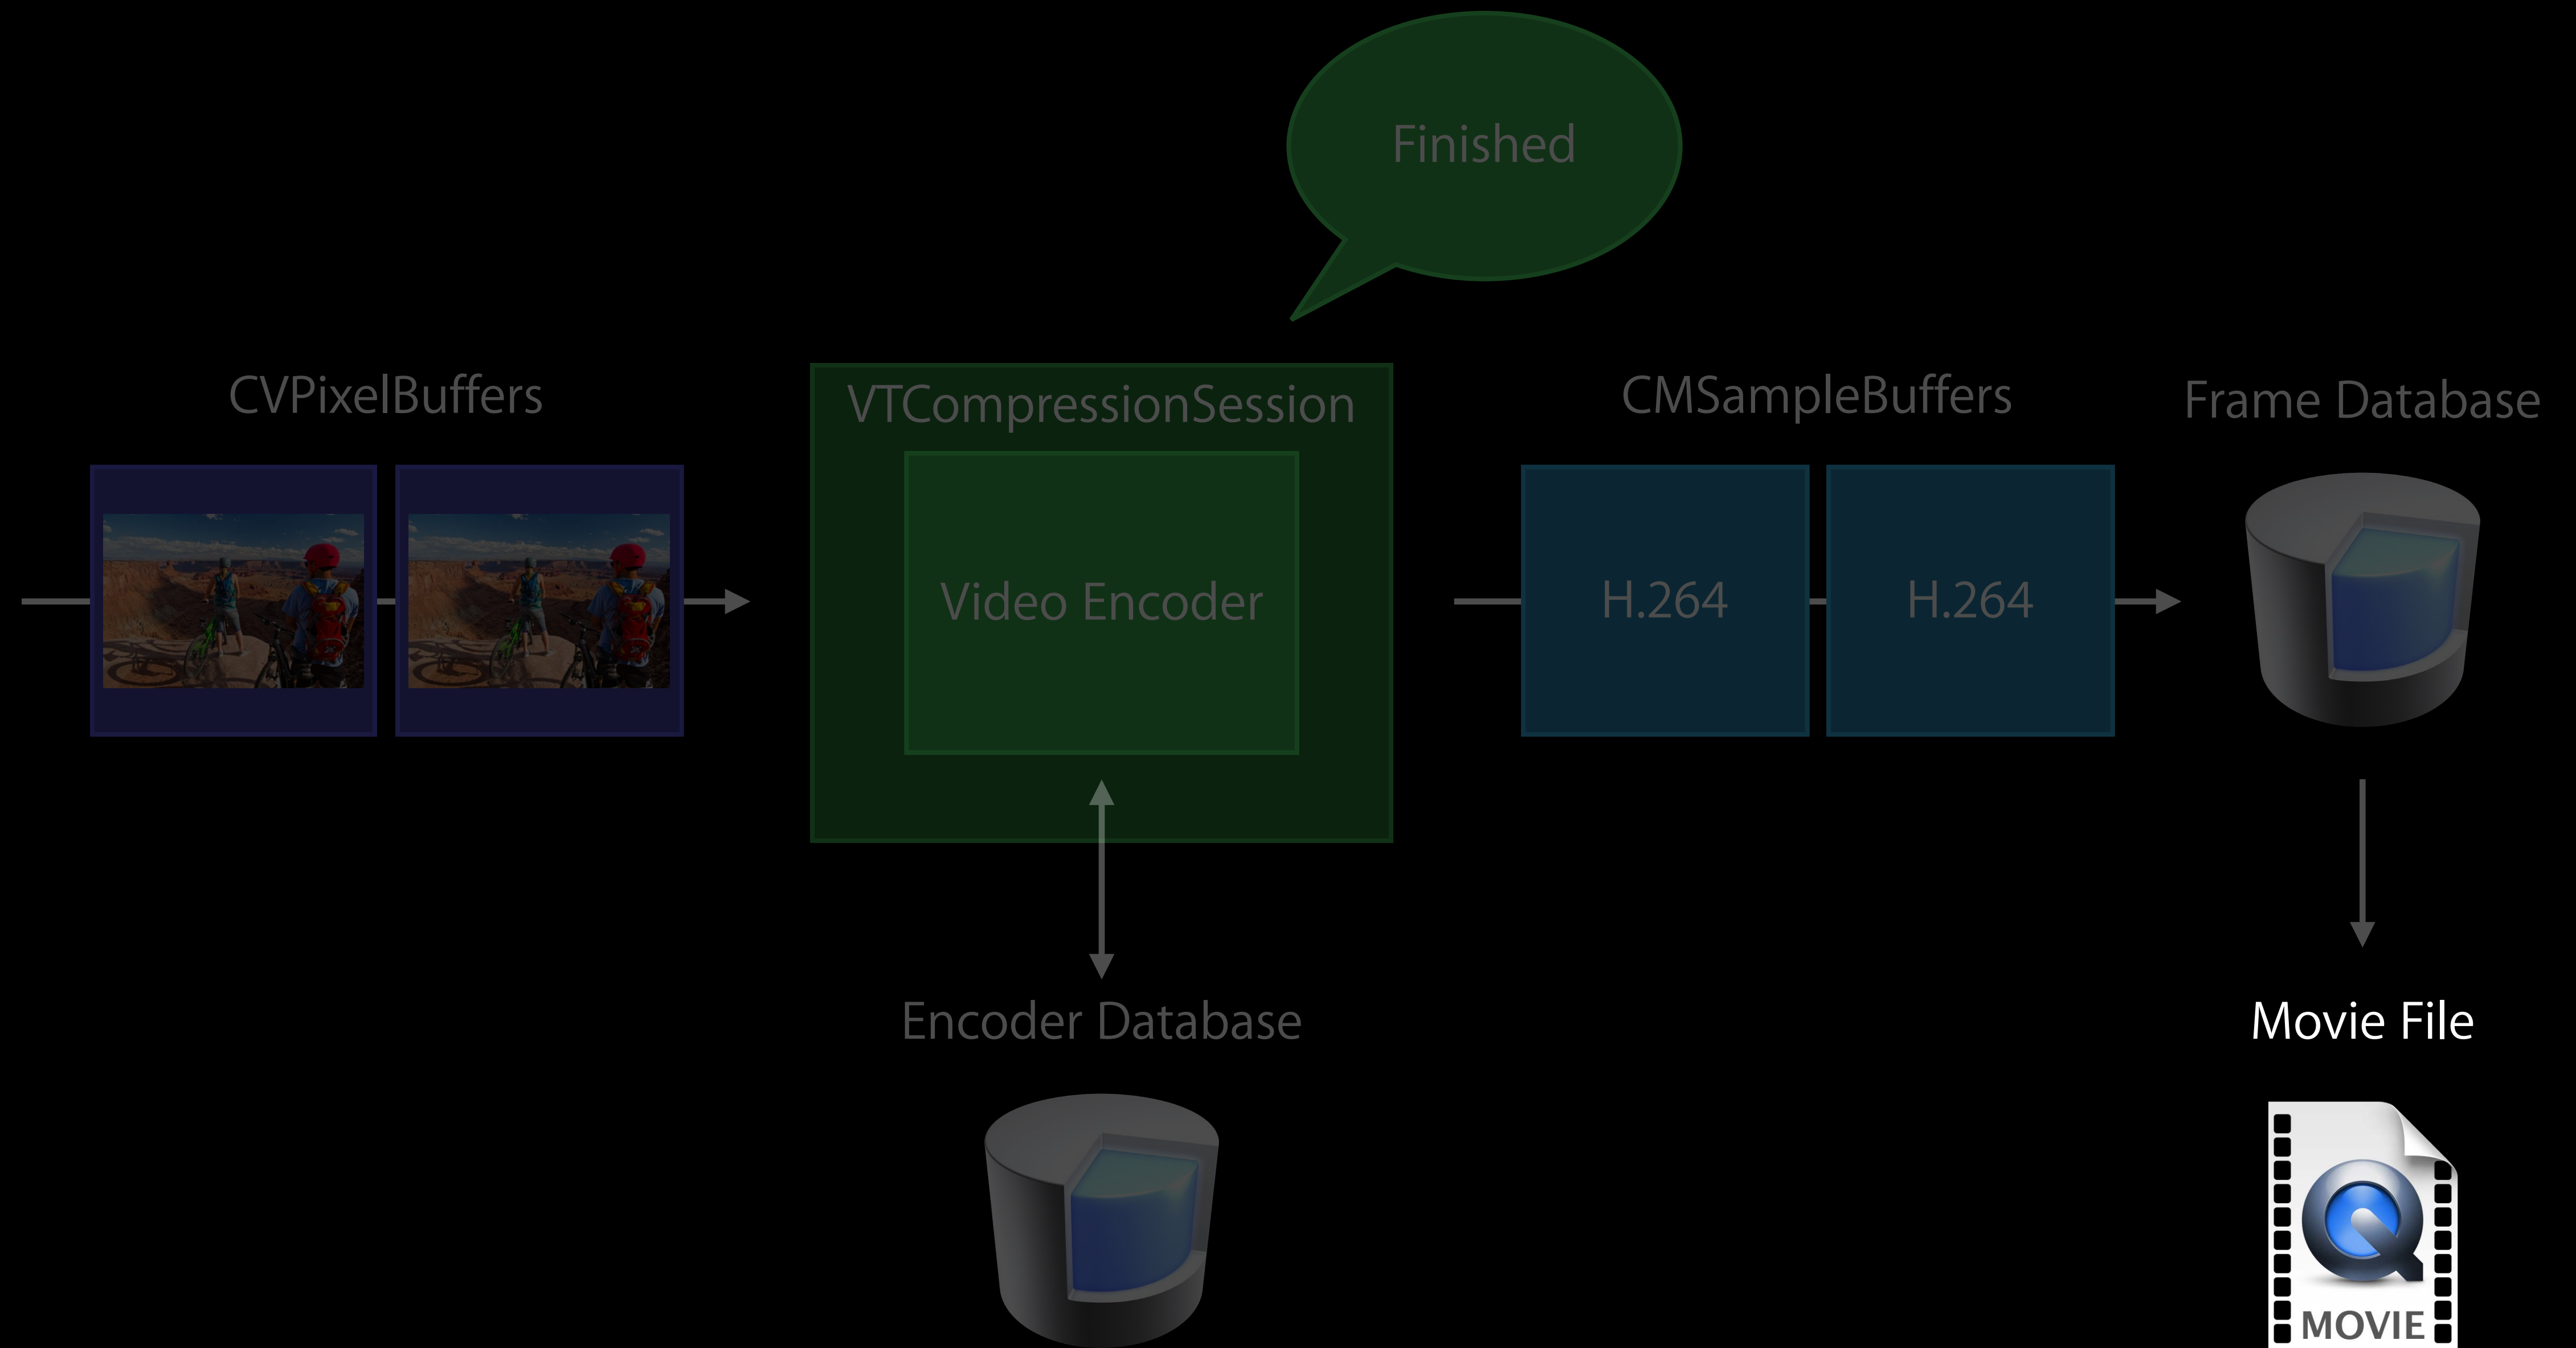 Finished
CVPixelBuffers
VTCompressionSession
CMSampleBuffers
Frame Database
Video Encoder
H.264
H.264
Encoder Database
Movie File
MOVIE